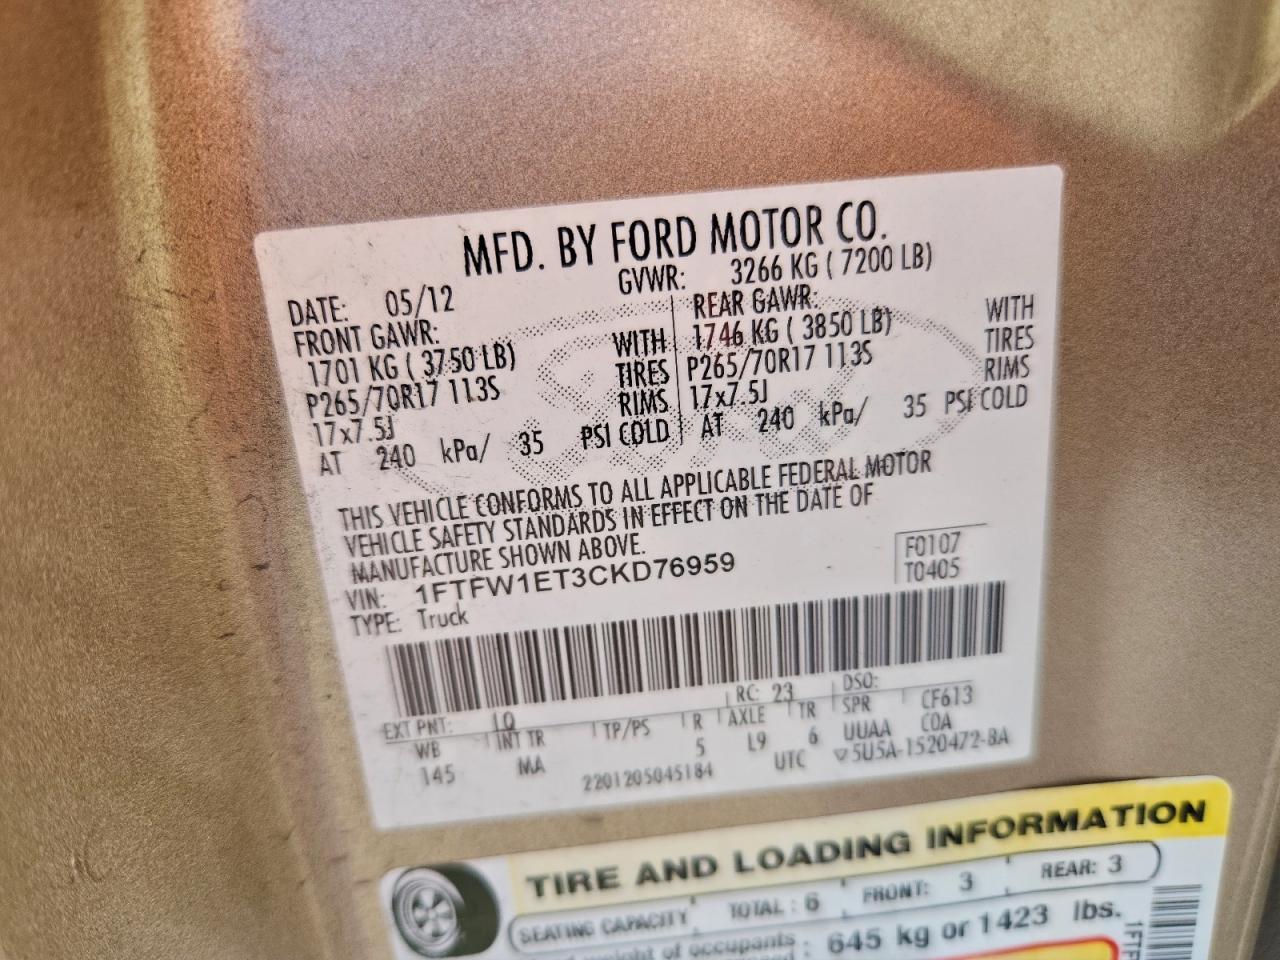 MFD. BY FORD MOTOR CO.
DATE: 05/12 GVWR: 3266 KG ( 7200 LB)
FRONT GAWR: REAR GAWR:
1701 KG ( 3750 LB) WITH 1746 KG ( 3850 LB) WITH
P265/70R17 113S TIRES P265/70R17 113S TIRES
17x7.5J RIMS 17x7.5J RIMS
AT 240 kPa/ 35 PSI COLD AT 240 kPa/ 35 PSI COLD
THIS VEHICLE CONFORMS TO ALL APPLICABLE FEDERAL MOTOR
VEHICLE SAFETY STANDARDS IN EFFECT ON THE DATE OF
MANUFACTURE SHOWN ABOVE.
VIN: 1FTFW1ET3CKD76959 F0107
TYPE: Truck T0405
EXT PNT: LQ RC: 23 DSO:
WB INT TR TP/PS R AXLE TR SPR CF613
145 MA 5 L9 6 UUAA COA
2201205045184 UTC ▽5U5A-1520472-BA
TIRE AND LOADING INFORMATION
SEATING CAPACITY TOTAL : 6 FRONT: 3 REAR: 3
weight of occupants : 645 kg or 1423 lbs.